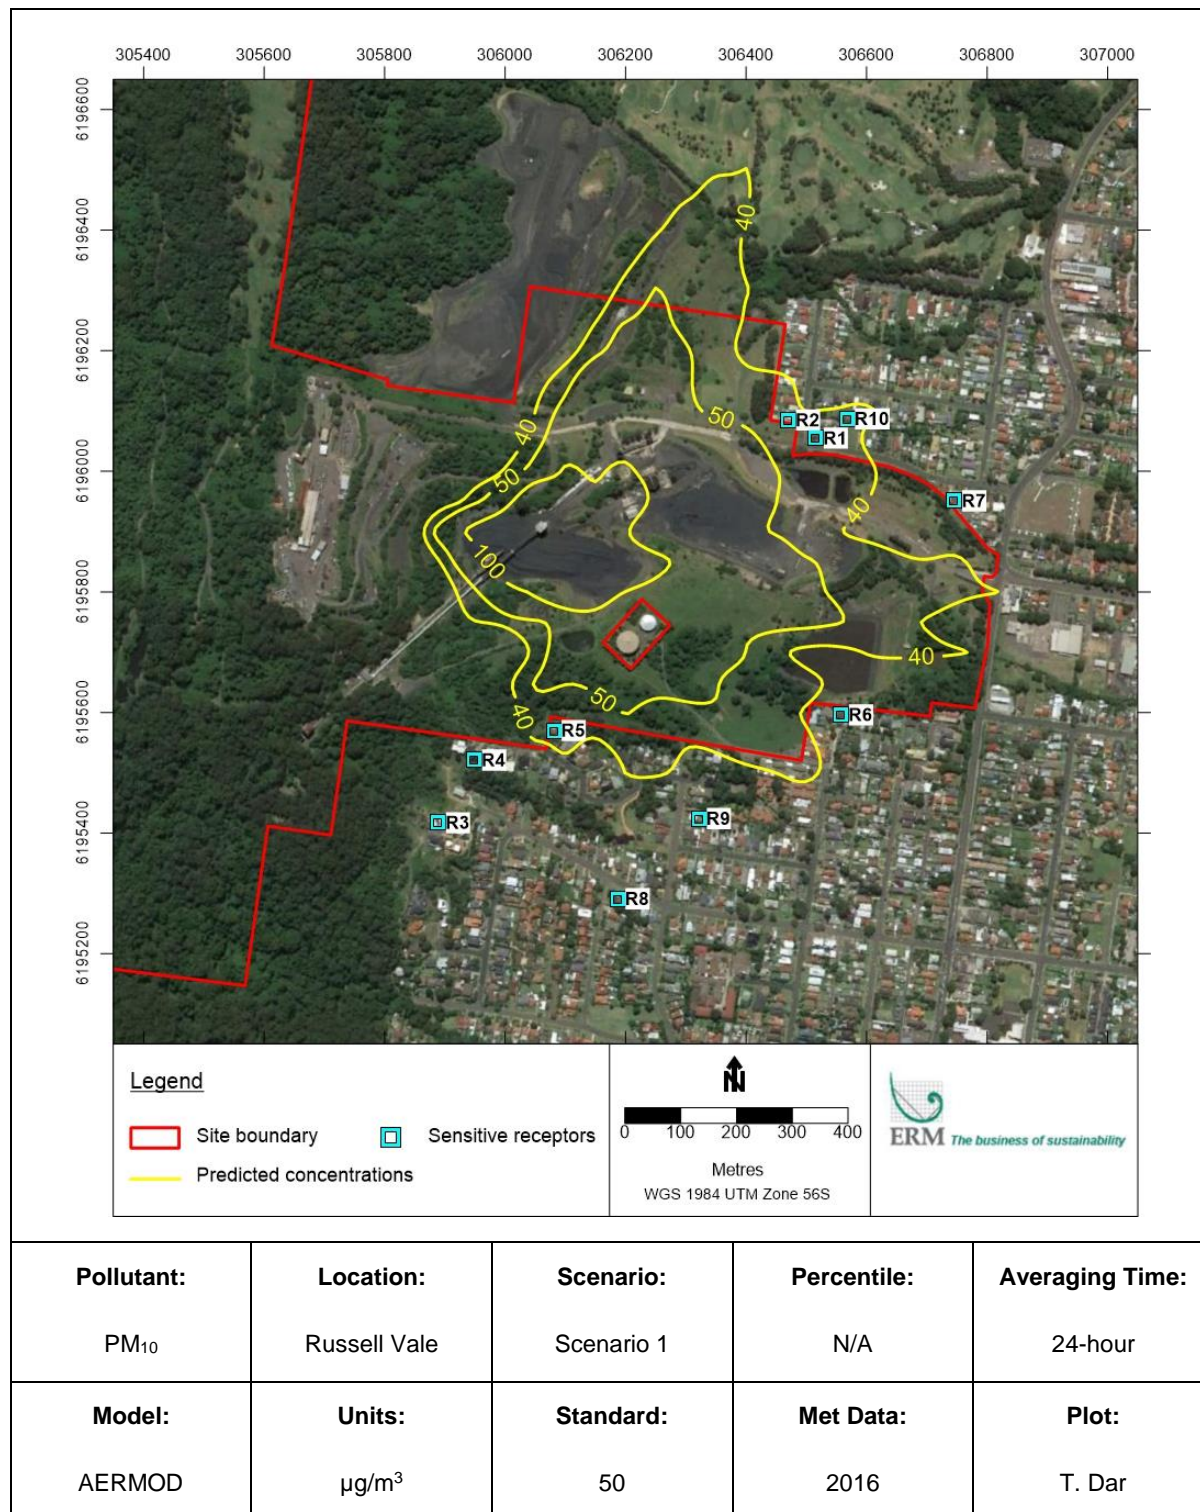 305400 305600 305800 306000 306200 306400 306600 306800 307000
6196600
6196400
6196200
6196000
6195800
6195600
6195400
6195200
40
40
50
R2 R10
R1
50
40
R7
100
40
50
40
R6
R5
R4
R3
R9
R8
Legend
Site boundary Sensitive receptors
Predicted concentrations
N
0 100 200 300 400
Metres
WGS 1984 UTM Zone 56S
ERM The business of sustainability
Pollutant: Location: Scenario: Percentile: Averaging Time:
PM₁₀ Russell Vale Scenario 1 N/A 24-hour
Model: Units: Standard: Met Data: Plot:
AERMOD µg/m³ 50 2016 T. Dar